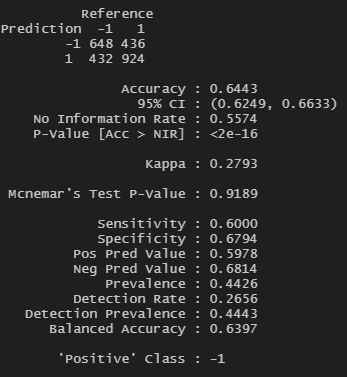 Reference
Prediction -1 1
-1 648 436
1 432 924
Accuracy : 0.6443
95% CI : (0.6249, 0.6633)
No Information Rate : 0.5574
P-Value [Acc > NIR] : <2e-16
Kappa : 0.2793
Mcnemar's Test P-Value : 0.9189
Sensitivity : 0.6000
Specificity : 0.6794
Pos Pred Value : 0.5978
Neg Pred Value : 0.6814
Prevalence : 0.4426
Detection Rate : 0.2656
Detection Prevalence : 0.4443
Balanced Accuracy : 0.6397
'Positive' Class : -1